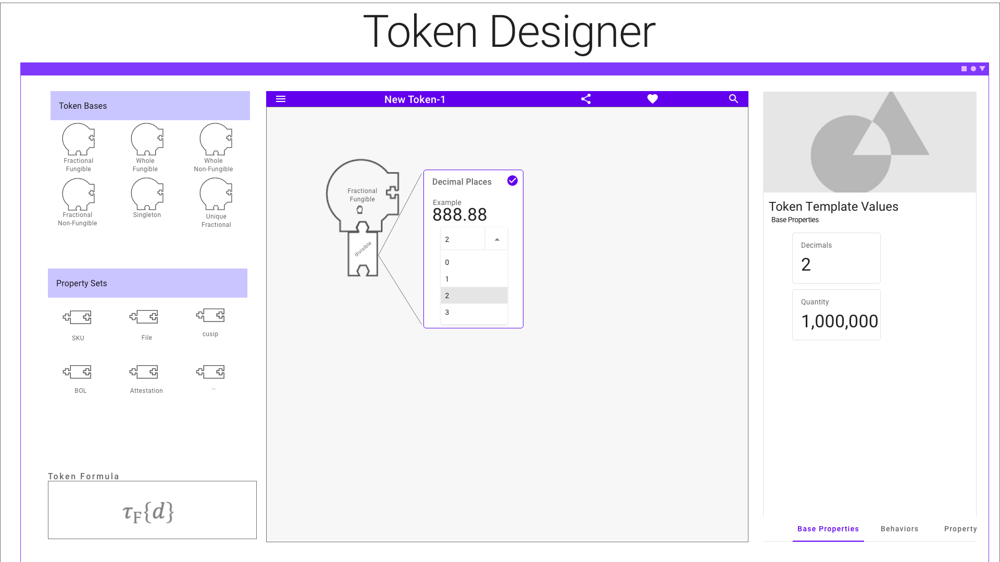 Token Designer
Token Bases
Fractional
Fungible
Whole
Fungible
Whole
Non-Fungible
Fractional
Non-Fungible
Singleton
Unique
Fractional
Property Sets
SKU
File
cusip
BOL
Attestation
...
Token Formula
τF{d}
New Token-1
Fractional
Fungible
divisible
Decimal Places
Example
888.88
2
0
1
2
3
Token Template Values
Base Properties
Decimals
2
Quantity
1,000,000
Base Properties
Behaviors
Property